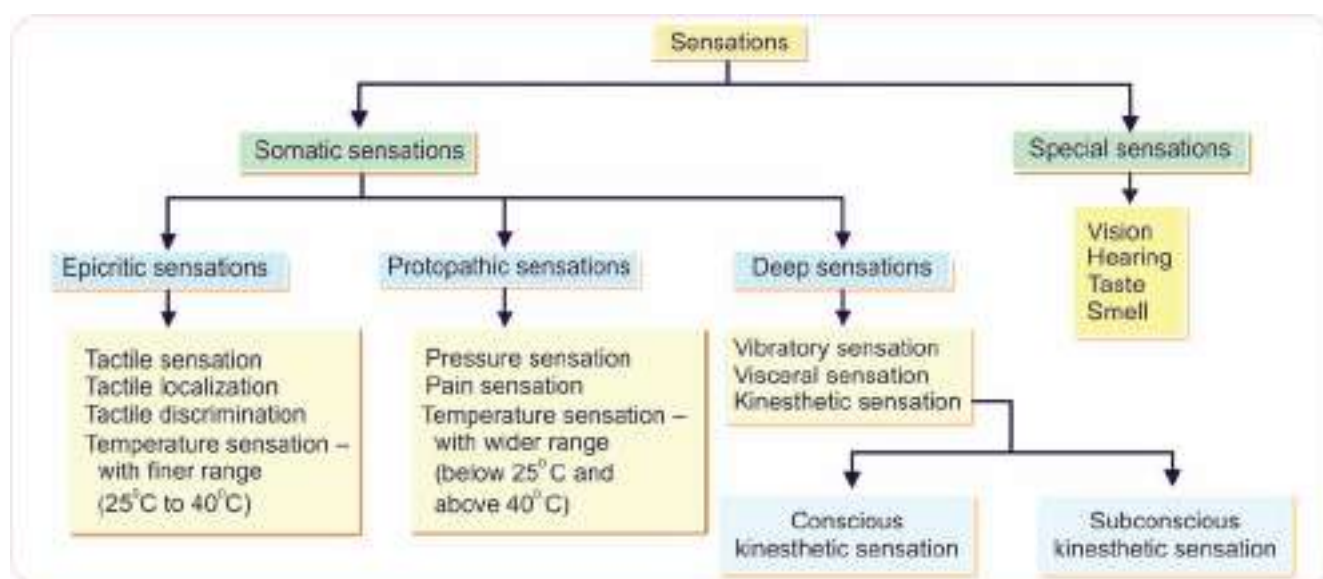 Sensations
Somatic sensations
Special sensations
Epicritic sensations
Protopathic sensations
Deep sensations
Vision
Hearing
Taste
Smell
Tactile sensation
Tactile localization
Tactile discrimination
Temperature sensation –
with finer range
(25°C to 40°C)
Pressure sensation
Pain sensation
Temperature sensation –
with wider range
(below 25°C and
above 40°C)
Vibratory sensation
Visceral sensation
Kinesthetic sensation
Conscious
kinesthetic sensation
Subconscious
kinesthetic sensation